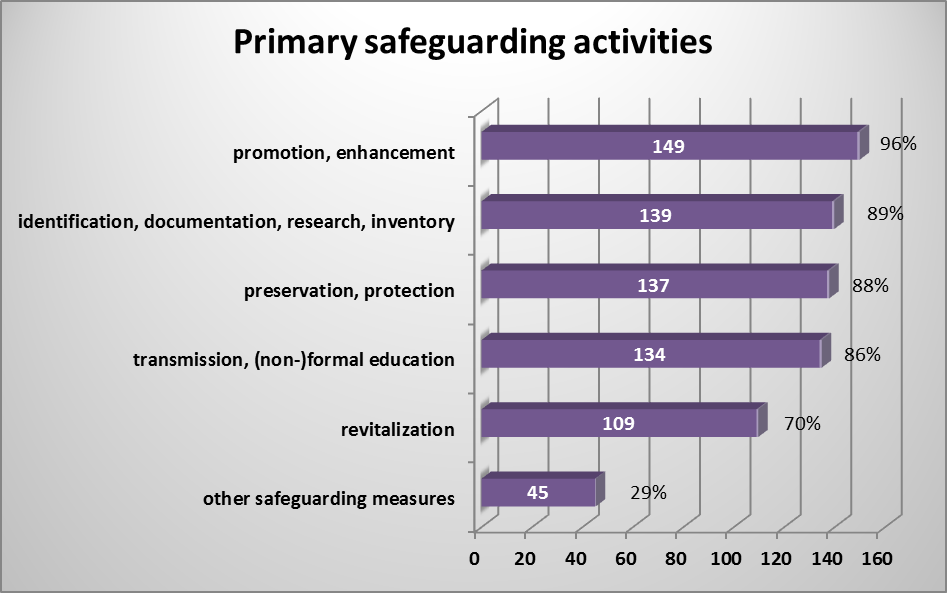 Primary safeguarding activities
promotion, enhancement 149 96%
identification, documentation, research, inventory 139 89%
preservation, protection 137 88%
transmission, (non-)formal education 134 86%
revitalization 109 70%
other safeguarding measures 45 29%
0 20 40 60 80 100 120 140 160